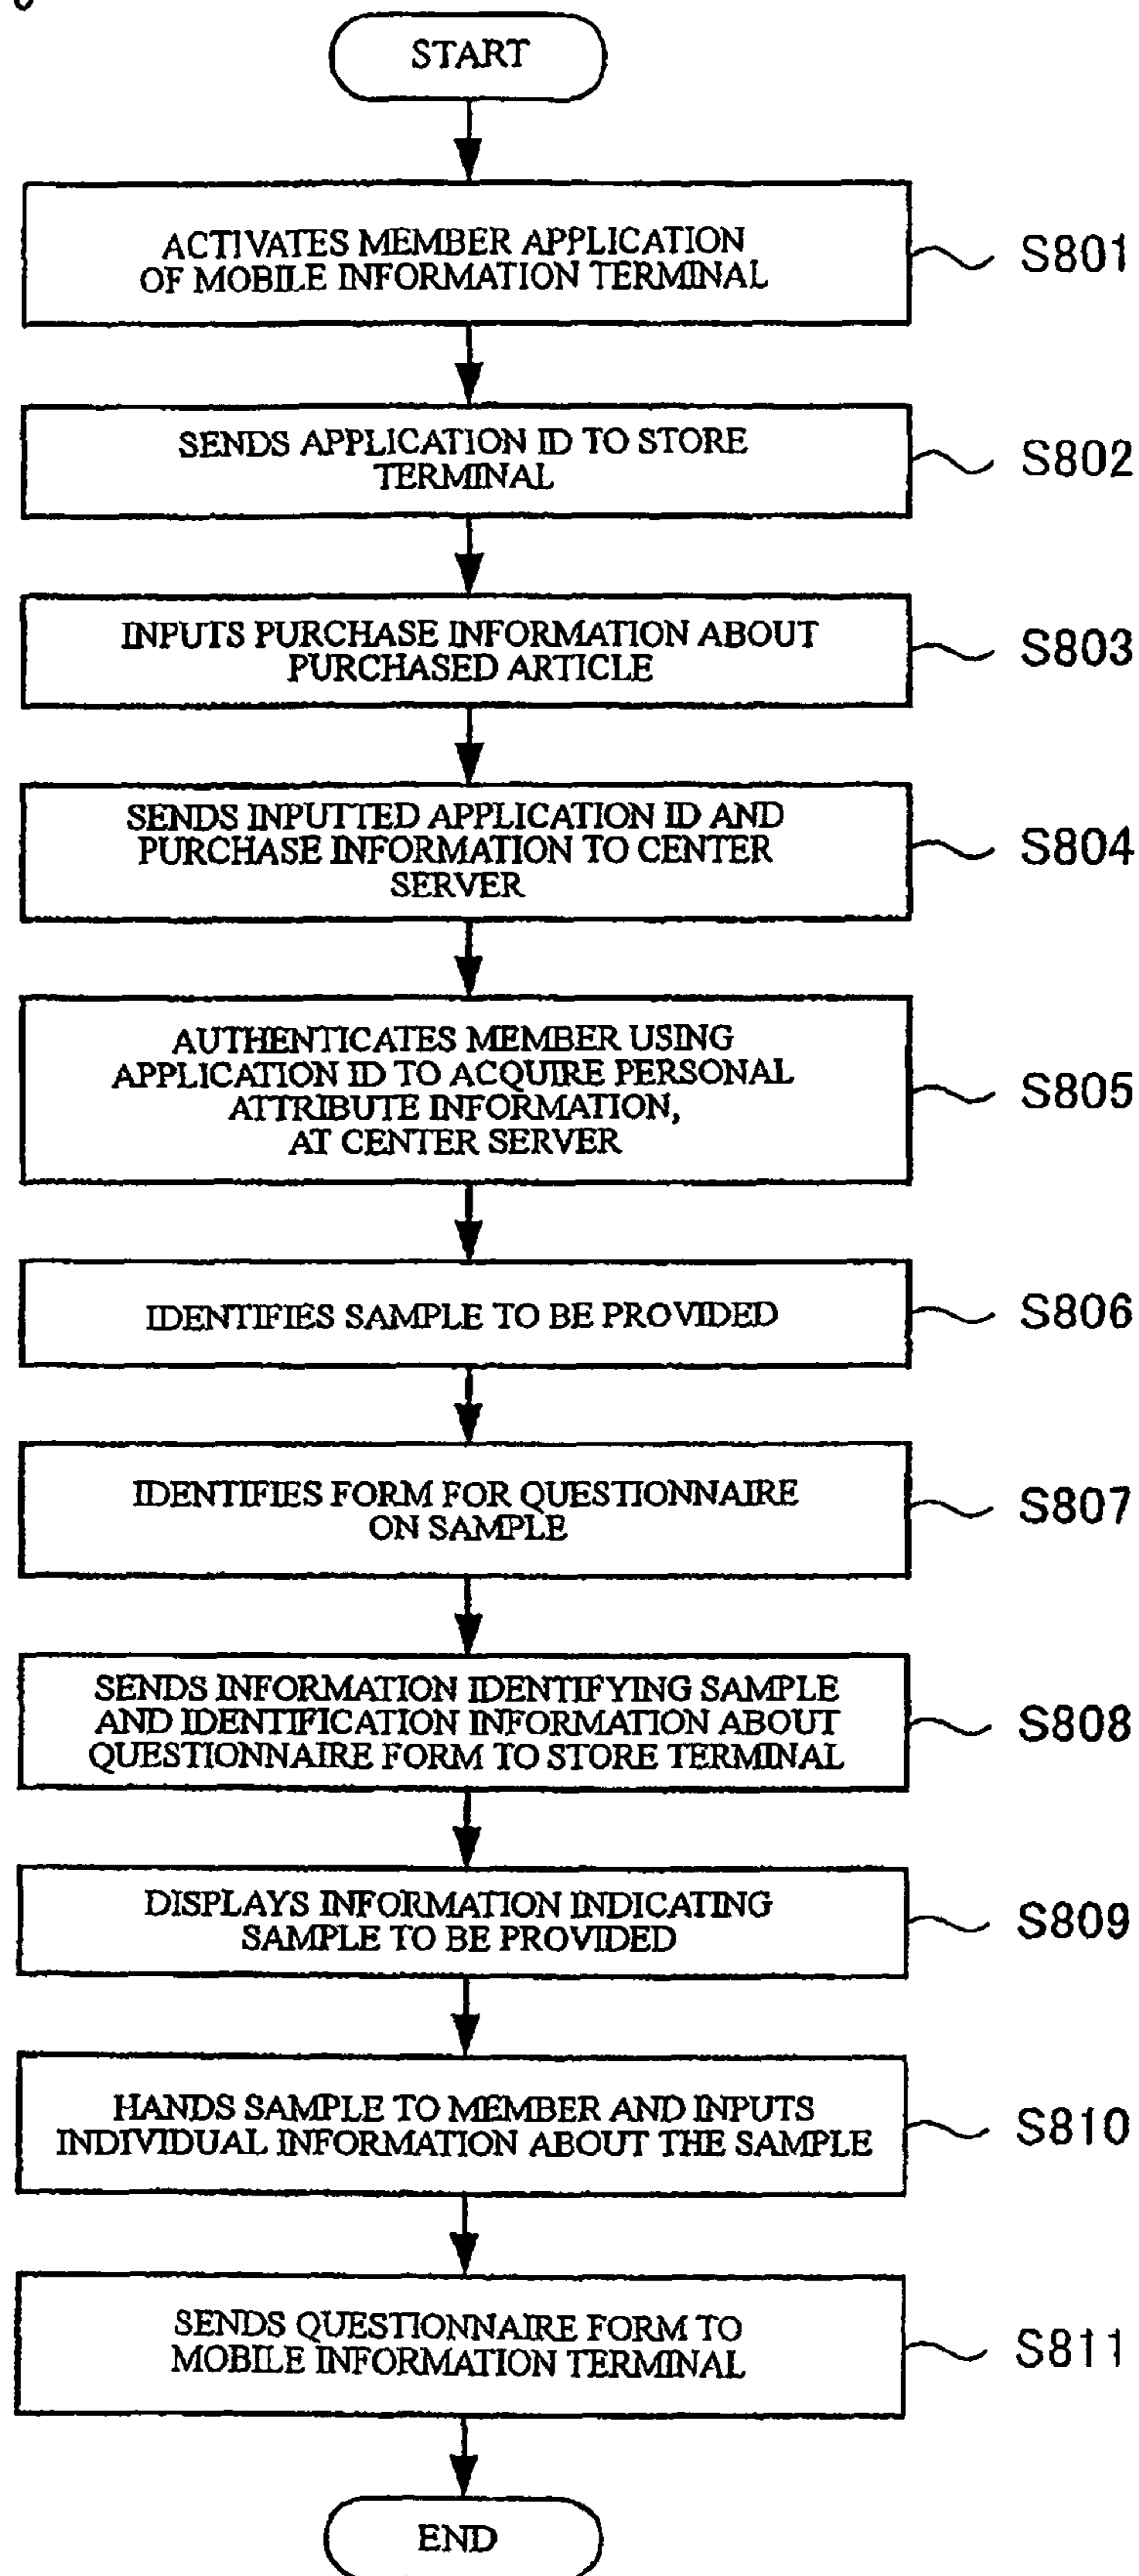 START
ACTIVATES MEMBER APPLICATION
OF MOBILE INFORMATION TERMINAL
S801
SENDS APPLICATION ID TO STORE
TERMINAL
S802
INPUTS PURCHASE INFORMATION ABOUT
PURCHASED ARTICLE
S803
SENDS INPUTTED APPLICATION ID AND
PURCHASE INFORMATION TO CENTER
SERVER
S804
AUTHENTICATES MEMBER USING
APPLICATION ID TO ACQUIRE PERSONAL
ATTRIBUTE INFORMATION,
AT CENTER SERVER
S805
IDENTIFIES SAMPLE TO BE PROVIDED
S806
IDENTIFIES FORM FOR QUESTIONNAIRE
ON SAMPLE
S807
SENDS INFORMATION IDENTIFYING SAMPLE
AND IDENTIFICATION INFORMATION ABOUT
QUESTIONNAIRE FORM TO STORE TERMINAL
S808
DISPLAYS INFORMATION INDICATING
SAMPLE TO BE PROVIDED
S809
HANDS SAMPLE TO MEMBER AND INPUTS
INDIVIDUAL INFORMATION ABOUT THE SAMPLE
S810
SENDS QUESTIONNAIRE FORM TO
MOBILE INFORMATION TERMINAL
S811
END